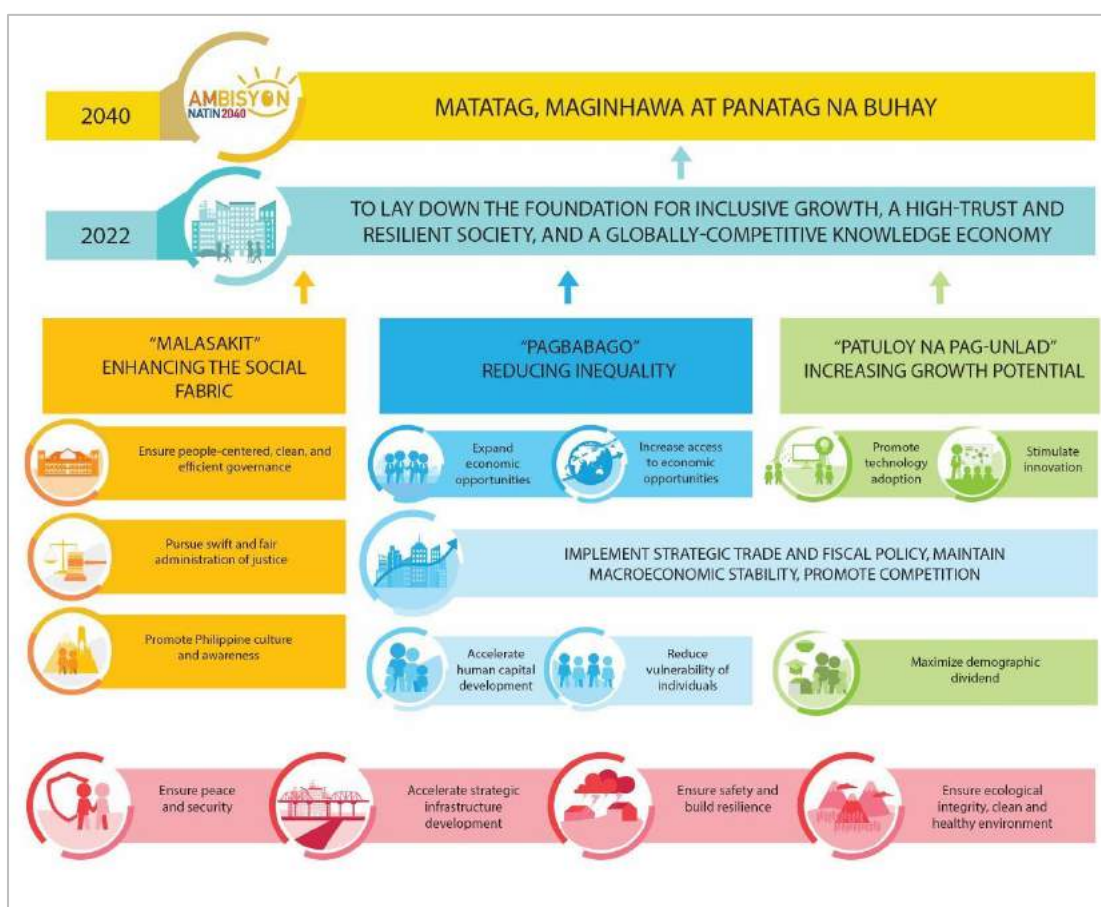 2040
AMBISYON
NATIN 2040
MATATAG, MAGINHAWA AT PANATAG NA BUHAY
2022
TO LAY DOWN THE FOUNDATION FOR INCLUSIVE GROWTH, A HIGH-TRUST AND
RESILIENT SOCIETY, AND A GLOBALLY-COMPETITIVE KNOWLEDGE ECONOMY
“MALASAKIT”
ENHANCING THE SOCIAL
FABRIC
Ensure people-centered, clean, and
efficient governance
Pursue swift and fair
administration of justice
Promote Philippine culture
and awareness
“PAGBABAGO”
REDUCING INEQUALITY
Expand
economic
opportunities
Increase access
to economic
opportunities
“PATULOY NA PAG-UNLAD”
INCREASING GROWTH POTENTIAL
Promote
technology
adoption
Stimulate
innovation
IMPLEMENT STRATEGIC TRADE AND FISCAL POLICY, MAINTAIN
MACROECONOMIC STABILITY, PROMOTE COMPETITION
Accelerate
human capital
development
Reduce
vulnerability of
individuals
Maximize demographic
dividend
Ensure peace
and security
Accelerate strategic
infrastructure
development
Ensure safety and
build resilience
Ensure ecological
integrity, clean and
healthy environment